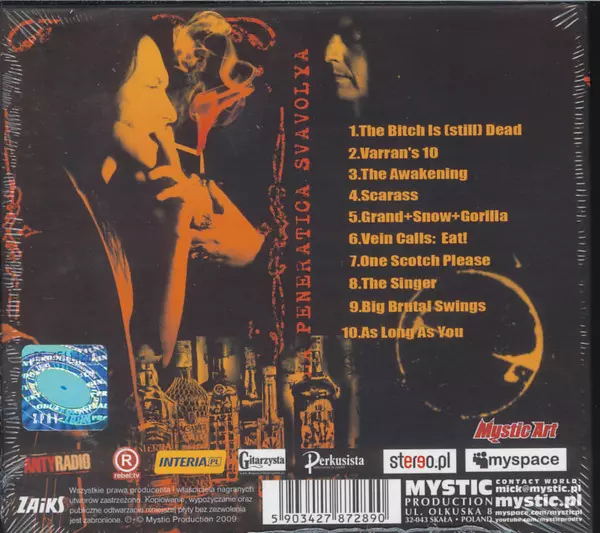 LA PENERATICA SVAVOLYA
1.The Bitch Is (still) Dead
2.Varran's 10
3.The Awakening
4.Scarass
5.Grand+Snow+Gorilla
6.Vein Calls: Eat!
7.One Scotch Please
8.The Singer
9.Big Brutal Swings
10.As Long As You
Mystic Art
ANTYRADIO
R
rebel:tv
INTERIA.PL
Gitarzysta
Perkusista
stereo.pl
myspace
ZAiKS
Wszystkie prawa producenta i właściciela nagranych
utworów zastrzeżone. Kopiowanie, wypożyczanie oraz
publiczne odtwarzanie niniejszej płyty bez zezwolenia
jest zabronione. ℗ · © Mystic Production 2009
5 903427 872890
MYSTIC
PRODUCTION
UL. OLKUSKA 8
32-043 SKAŁA · POLAND
CONTACT WORLD:
mick@mystic.pl
mystic.pl
myspace.com/mysticpl
youtube.com/mysticprodtv